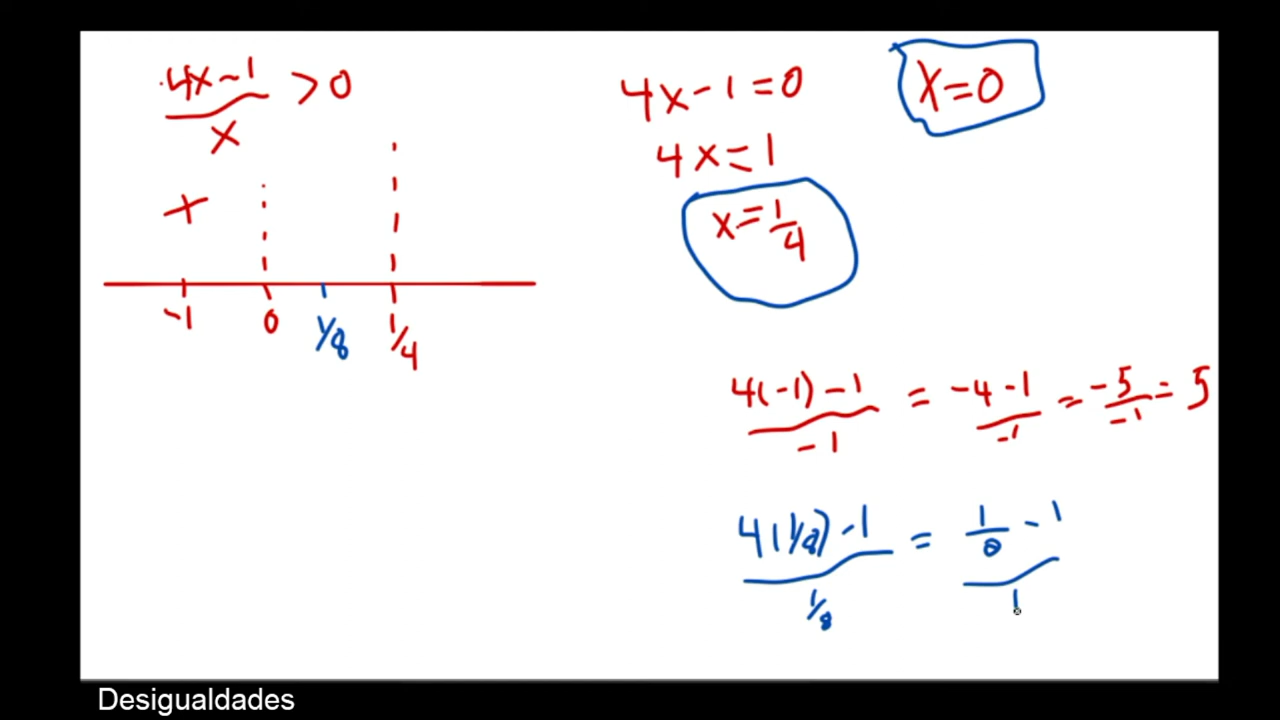 4x-1/x > 0
4x-1=0
x=0
4x=1
x=1/4
+
-1 0 1/8 1/4
4(-1)-1/-1 = -4-1/-1 = -5/-1 = 5
4(1/8)-1 / 1/8 = 1/0 -1 / 1
Desigualdades